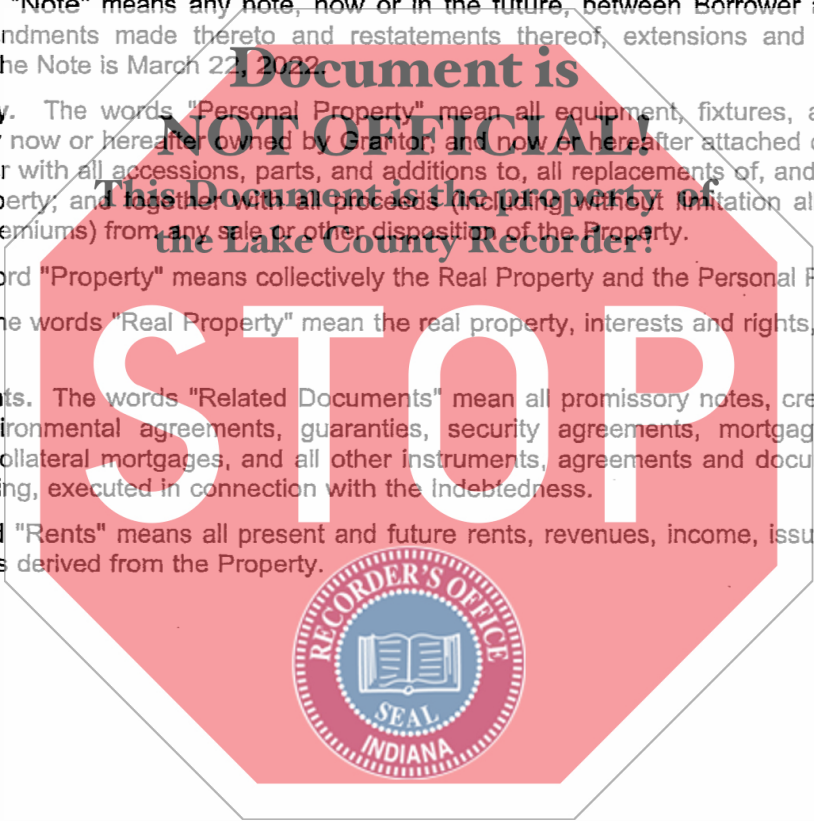 "Note" means any note, now or in the future, between Borrower
ndments made thereto and restatements thereof, extensions and
he Note is March 22, 2022.
y. The words "Personal Property" mean all equipment, fixtures, a
now or hereafter owned by Grantor, and now or hereafter attached
r with all accessions, parts, and additions to, all replacements of, and
perty; and together with all proceeds (including without limitation al
emiums) from any sale or other disposition of the Property.
ord "Property" means collectively the Real Property and the Personal P
he words "Real Property" mean the real property, interests and rights,
ts. The words "Related Documents" mean all promissory notes, cre
ironmental agreements, guaranties, security agreements, mortgag
ollateral mortgages, and all other instruments, agreements and docu
ing, executed in connection with the Indebtedness.
d "Rents" means all present and future rents, revenues, income, issu
s derived from the Property.
Document is
NOT OFFICIAL!
This Document is the property of
the Lake County Recorder!
STOP
RECORDER'S OFFICE
SEAL
INDIANA